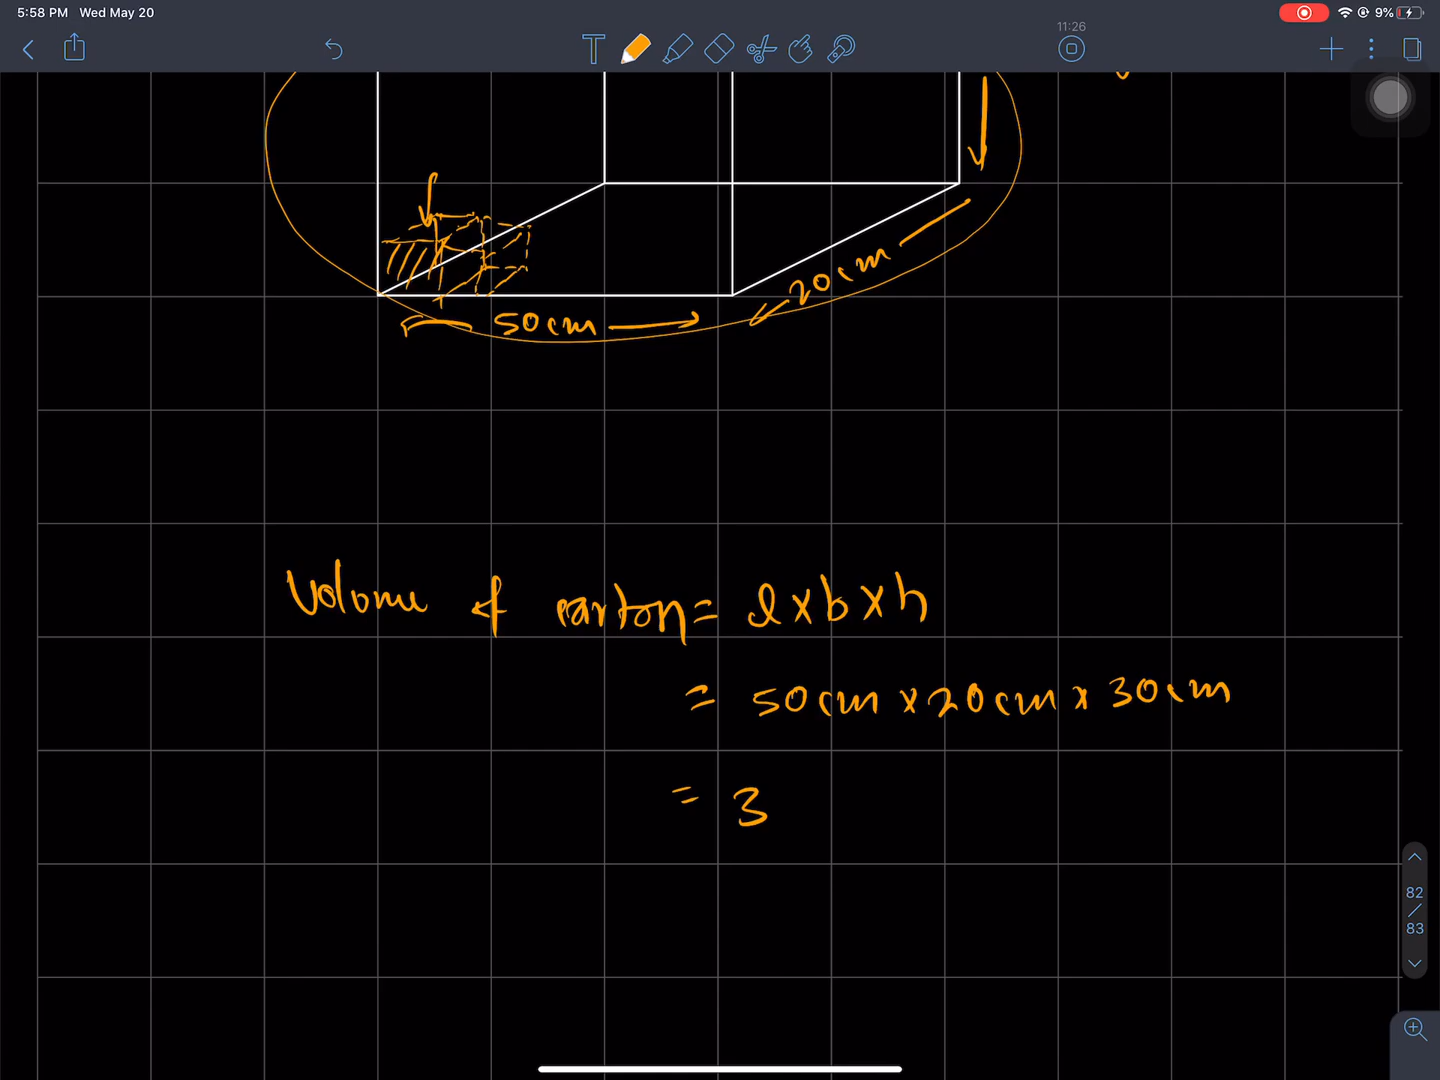 5:58 PM Wed May 20
9%
11:26
20cm
50cm
Volume of carton = l x b x h
= 50cm x 20cm x 30cm
= 3
82
83